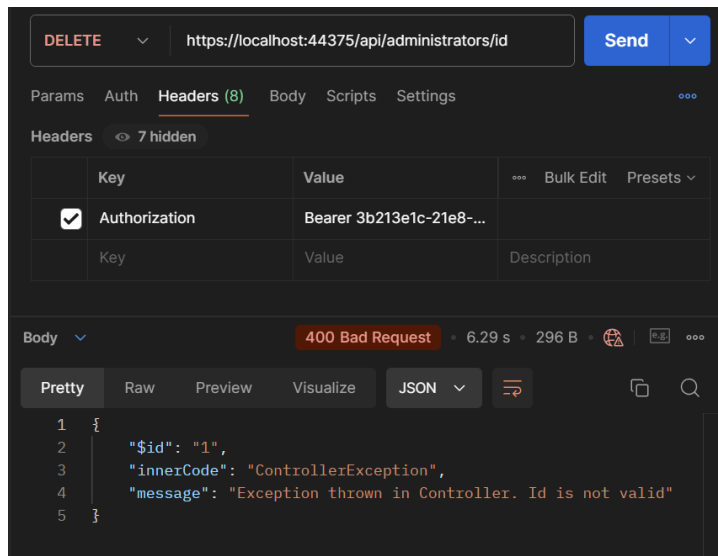 DELETE https://localhost:44375/api/administrators/id Send
Params Auth Headers (8) Body Scripts Settings
Headers 7 hidden
Key Value Bulk Edit Presets
Authorization Bearer 3b213e1c-21e8-...
Key Value Description
Body 400 Bad Request 6.29 s 296 B e.g.
Pretty Raw Preview Visualize JSON
1 {
2 "$id": "1",
3 "innerCode": "ControllerException",
4 "message": "Exception thrown in Controller. Id is not valid"
5 }